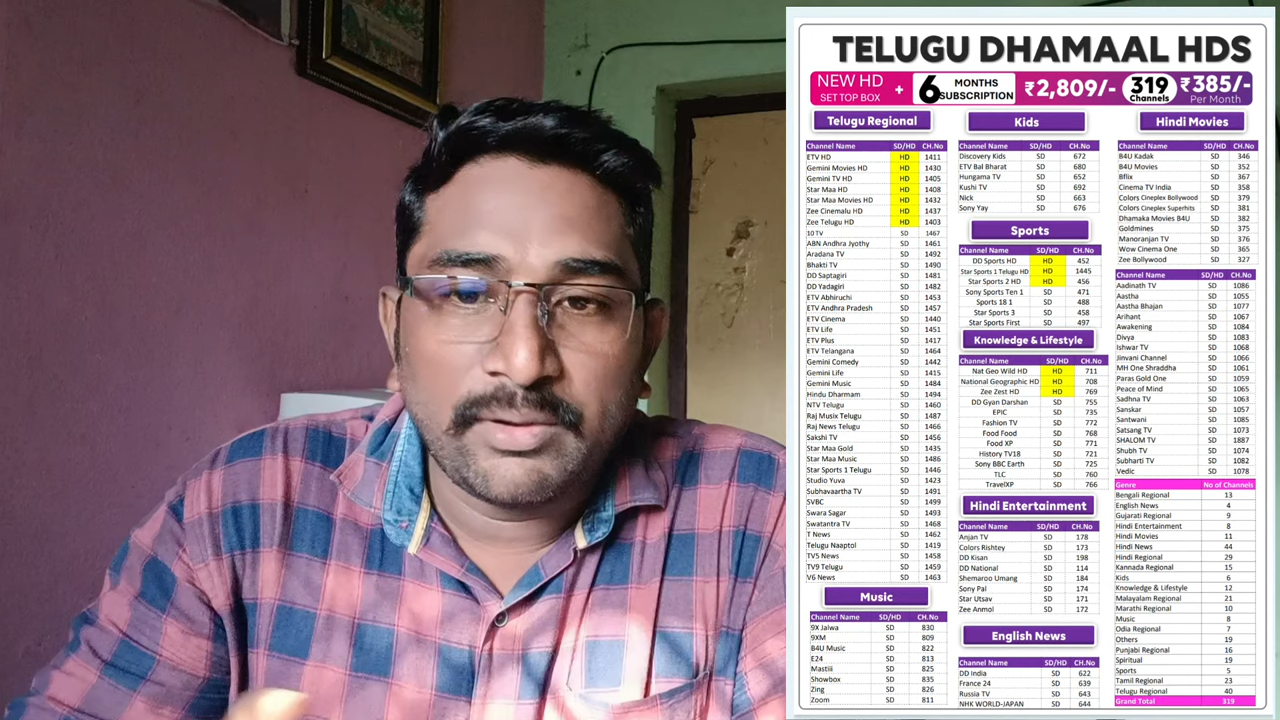 TELUGU DHAMAAL HDS
NEW HD
SET TOP BOX
+
6 MONTHS
SUBSCRIPTION
₹2,809/-
319
Channels
₹385/-
Per Month
Telugu Regional
Channel Name SD/HD CH.No
ETV HD HD 1411
Gemini Movies HD HD 1430
Gemini TV HD HD 1405
Star Maa HD HD 1408
Star Maa Movies HD HD 1432
Zee Cinemalu HD HD 1437
Zee Telugu HD HD 1403
10 TV SD 1467
ABN Andhra Jyothy SD 1461
Aradana TV SD 1492
Bhakti TV SD 1490
DD Saptagiri SD 1481
DD Yadagiri SD 1482
ETV Abhiruchi SD 1453
ETV Andhra Pradesh SD 1457
ETV Cinema SD 1440
ETV Life SD 1451
ETV Plus SD 1417
ETV Telangana SD 1464
Gemini Comedy SD 1442
Gemini Life SD 1415
Gemini Music SD 1484
Hindu Dharmam SD 1494
NTV Telugu SD 1460
Raj Musix Telugu SD 1487
Raj News Telugu SD 1466
Sakshi TV SD 1456
Star Maa Gold SD 1435
Star Maa Music SD 1486
Star Sports 1 Telugu SD 1446
Studio Yuva SD 1423
Subhavaartha TV SD 1491
SVBC SD 1499
Swara Sagar SD 1493
Swatantra TV SD 1468
T News SD 1462
Telugu Naaptol SD 1419
TV5 News SD 1458
TV9 Telugu SD 1459
V6 News SD 1463
Music
Channel Name SD/HD CH.No
9X Jalwa SD 830
9XM SD 809
B4U Music SD 822
E24 SD 813
Mastiii SD 825
Showbox SD 835
Zing SD 826
Zoom SD 811
Kids
Channel Name SD/HD CH.No
Discovery Kids SD 672
ETV Bal Bharat SD 680
Hungama TV SD 652
Kushi TV SD 692
Nick SD 663
Sony Yay SD 676
Sports
Channel Name SD/HD CH.No
DD Sports HD HD 452
Star Sports 1 Telugu HD HD 1445
Star Sports 2 HD HD 456
Sony Sports Ten 1 SD 471
Sports 18 1 SD 488
Star Sports 3 SD 458
Star Sports First SD 497
Knowledge & Lifestyle
Channel Name SD/HD CH.No
Nat Geo Wild HD HD 711
National Geographic HD HD 708
Zee Zest HD HD 769
DD Gyan Darshan SD 755
EPIC SD 735
Fashion TV SD 772
Food Food SD 768
Food XP SD 771
History TV18 SD 721
Sony BBC Earth SD 725
TLC SD 760
TravelXP SD 766
Hindi Entertainment
Channel Name SD/HD CH.No
Anjan TV SD 178
Colors Rishtey SD 173
DD Kisan SD 198
DD National SD 114
Shemaroo Umang SD 184
Sony Pal SD 174
Star Utsav SD 171
Zee Anmol SD 172
English News
Channel Name SD/HD CH.No
DD India SD 622
France 24 SD 639
Russia TV SD 643
NHK WORLD-JAPAN SD 644
Hindi Movies
Channel Name SD/HD CH.No
B4U Kadak SD 346
B4U Movies SD 352
Bflix SD 367
Cinema TV India SD 358
Colors Cineplex Bollywood SD 379
Colors Cineplex Superhits SD 381
Dhamaka Movies B4U SD 382
Goldmines SD 375
Manoranjan TV SD 376
Wow Cinema One SD 365
Zee Bollywood SD 327
Channel Name SD/HD CH.No
Aadinath TV SD 1086
Aastha SD 1055
Aastha Bhajan SD 1077
Arihant SD 1067
Awakening SD 1084
Divya SD 1083
Ishwar TV SD 1068
Jinvani Channel SD 1066
MH One Shraddha SD 1061
Paras Gold One SD 1059
Peace of Mind SD 1065
Sadhna TV SD 1063
Sanskar SD 1057
Santwani SD 1085
Satsang TV SD 1073
SHALOM TV SD 1887
Shubh TV SD 1074
Subharti TV SD 1082
Vedic SD 1078
Genre No of Channels
Bengali Regional 13
English News 4
Gujarati Regional 9
Hindi Entertainment 8
Hindi Movies 11
Hindi News 44
Hindi Regional 29
Kannada Regional 15
Kids 6
Knowledge & Lifestyle 12
Malayalam Regional 21
Marathi Regional 10
Music 8
Odia Regional 7
Others 19
Punjabi Regional 16
Spiritual 19
Sports 5
Tamil Regional 23
Telugu Regional 40
Grand Total 319